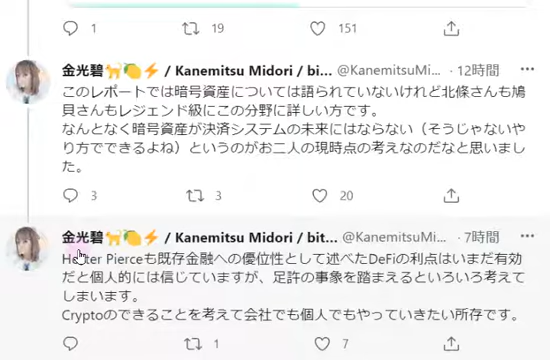 1 19 151
金光碧🐕🍋⚡ / Kanemitsu Midori / bi... @KanemitsuMi... · 12時間
このレポートでは暗号資産については語られていないけれど北條さんも鳩
貝さんもレジェンド級にこの分野に詳しい方です。
なんとなく暗号資産が決済システムの未来にはならない（そうじゃないや
り方でできるよね）というのがお二人の現時点の考えなのだなと思いまし
た。
3 3 20
金光碧🐕🍋⚡ / Kanemitsu Midori / bit... @KanemitsuM... · 7時間
Hester Pierceも既存金融への優位性として述べたDeFiの利点はいまだ有効
だと個人的には信じていますが、足許の事象を踏まえるといろいろ考えて
しまいます。
Cryptoのできることを考えて会社でも個人でもやっていきたい所存です。
1 7